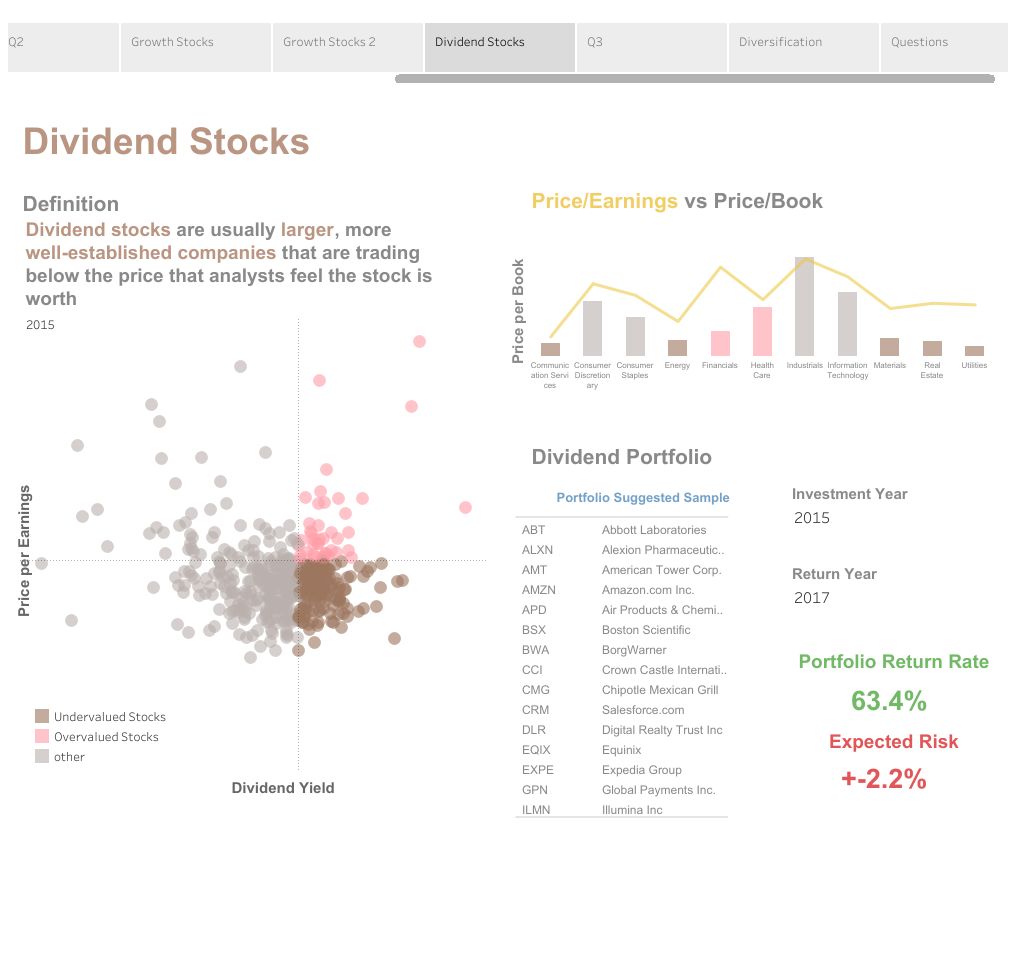 Q2
Growth Stocks
Growth Stocks 2
Dividend Stocks
Q3
Diversification
Questions
Dividend Stocks
Definition
Dividend stocks are usually larger, more
well-established companies that are trading
below the price that analysts feel the stock is
worth
2015
Price per Earnings
Undervalued Stocks
Overvalued Stocks
other
Dividend Yield
Price/Earnings vs Price/Book
Price per Book
Communic
ation Servi
ces
Consumer
Discretion
ary
Consumer
Staples
Energy
Financials
Health
Care
Industrials
Information
Technology
Materials
Real
Estate
Utilities
Dividend Portfolio
Portfolio Suggested Sample
ABT Abbott Laboratories
ALXN Alexion Pharmaceutic..
AMT American Tower Corp.
AMZN Amazon.com Inc.
APD Air Products & Chemi..
BSX Boston Scientific
BWA BorgWarner
CCI Crown Castle Internati..
CMG Chipotle Mexican Grill
CRM Salesforce.com
DLR Digital Realty Trust Inc
EQIX Equinix
EXPE Expedia Group
GPN Global Payments Inc.
ILMN Illumina Inc
Investment Year
2015
Return Year
2017
Portfolio Return Rate
63.4%
Expected Risk
+-2.2%